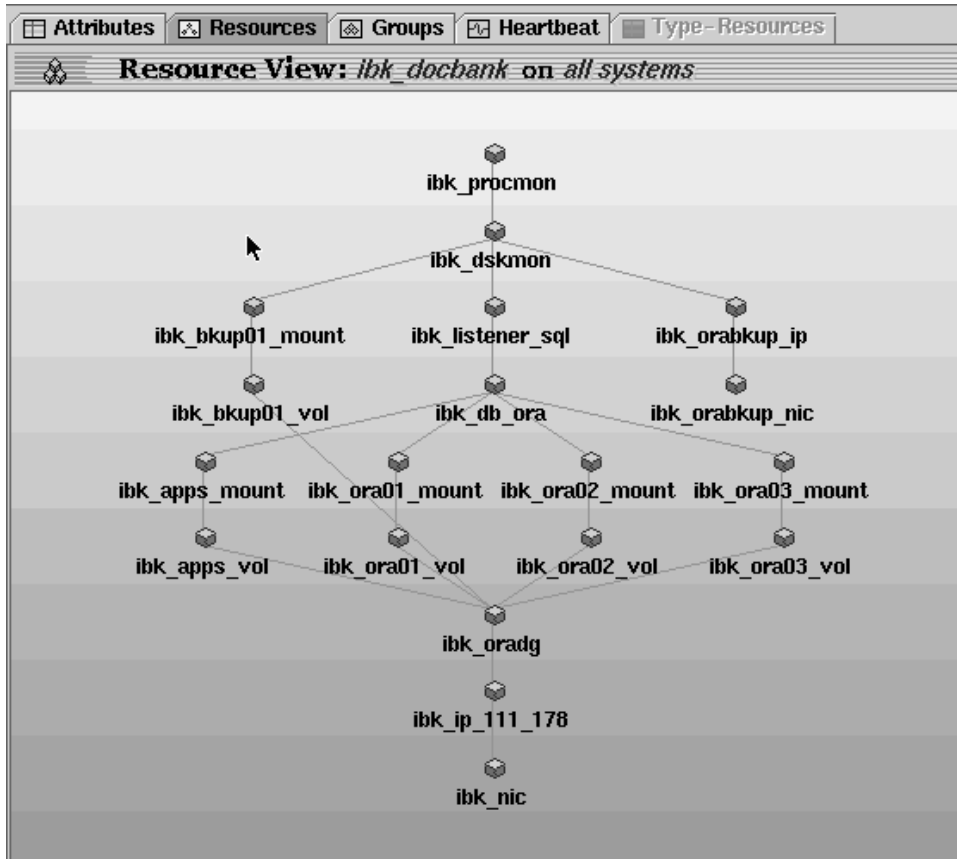 Attributes Resources Groups Heartbeat Type-Resources
Resource View: ibk_docbank on all systems
ibk_procmon
ibk_dskmon
ibk_bkup01_mount ibk_listener_sql ibk_orabkup_ip
ibk_bkup01_vol ibk_db_ora ibk_orabkup_nic
ibk_apps_mount ibk_ora01_mount ibk_ora02_mount ibk_ora03_mount
ibk_apps_vol ibk_ora01_vol ibk_ora02_vol ibk_ora03_vol
ibk_oradg
ibk_ip_111_178
ibk_nic